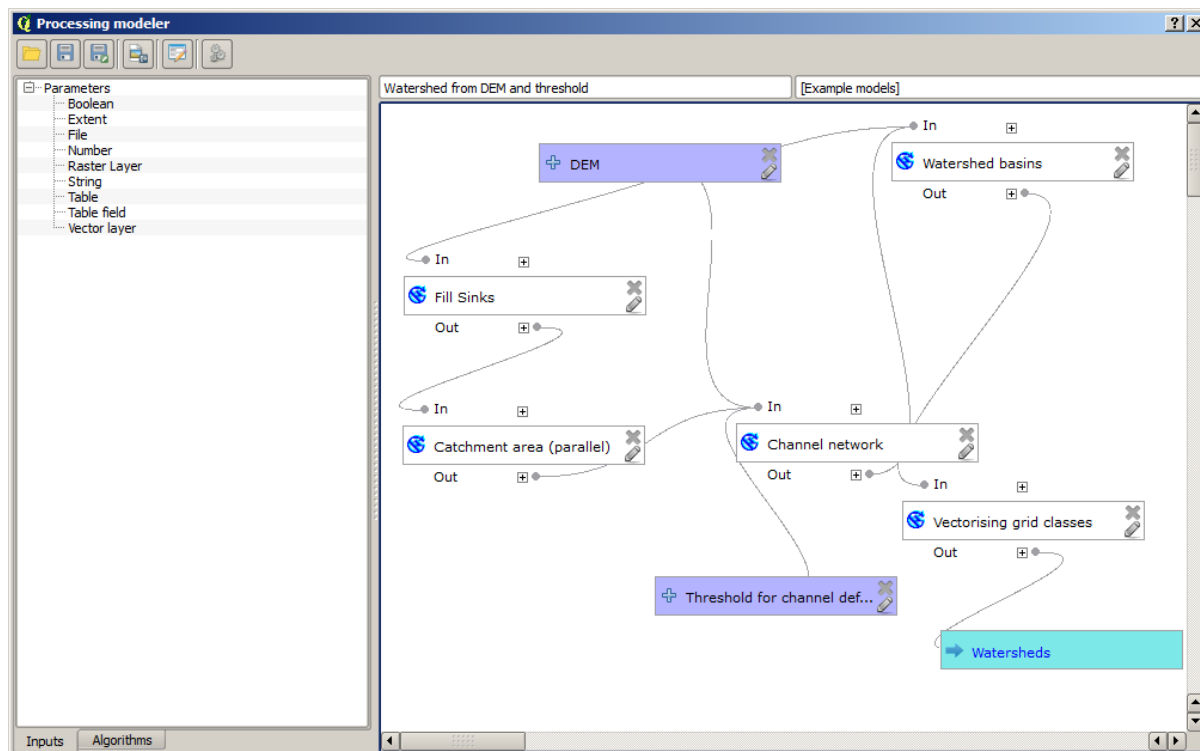 Processing modeler
Parameters
Boolean
Extent
File
Number
Raster Layer
String
Table
Table field
Vector layer
Inputs
Algorithms
Watershed from DEM and threshold
[Example models]
DEM
In
Watershed basins
Out
In
Fill Sinks
Out
In
Catchment area (parallel)
Out
In
Channel network
Out
In
Vectorising grid classes
Out
Threshold for channel def...
Watersheds